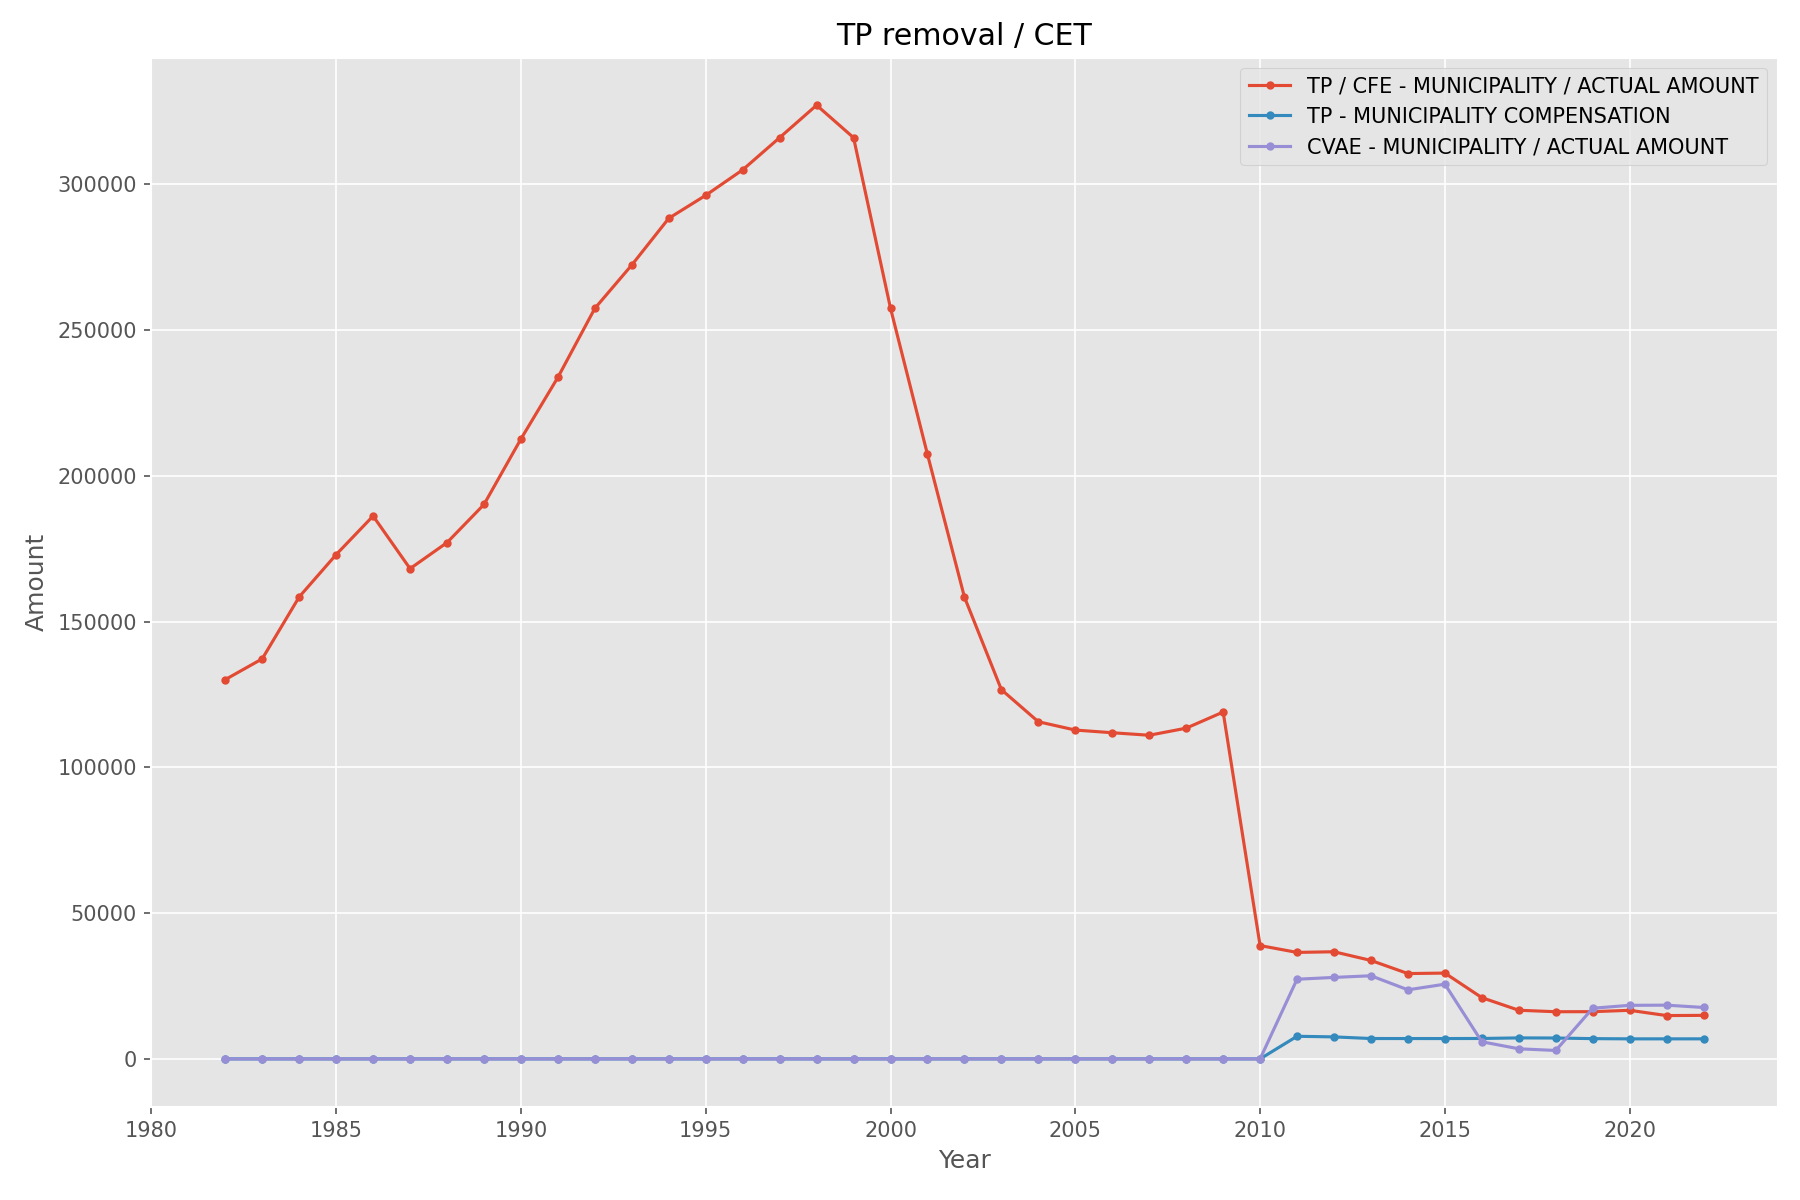 TP removal / CET
TP / CFE - MUNICIPALITY / ACTUAL AMOUNT
TP - MUNICIPALITY COMPENSATION
CVAE - MUNICIPALITY / ACTUAL AMOUNT
300000
250000
200000
150000
100000
50000
0
Amount
1980 1985 1990 1995 2000 2005 2010 2015 2020
Year